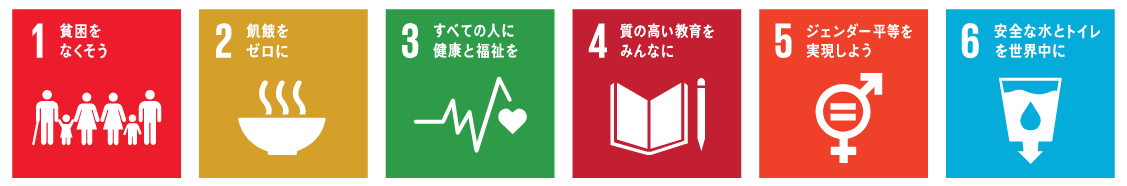 1 貧困を
なくそう
2 飢餓を
ゼロに
3 すべての人に
健康と福祉を
4 質の高い教育を
みんなに
5 ジェンダー平等を
実現しよう
6 安全な水とトイレ
を世界中に